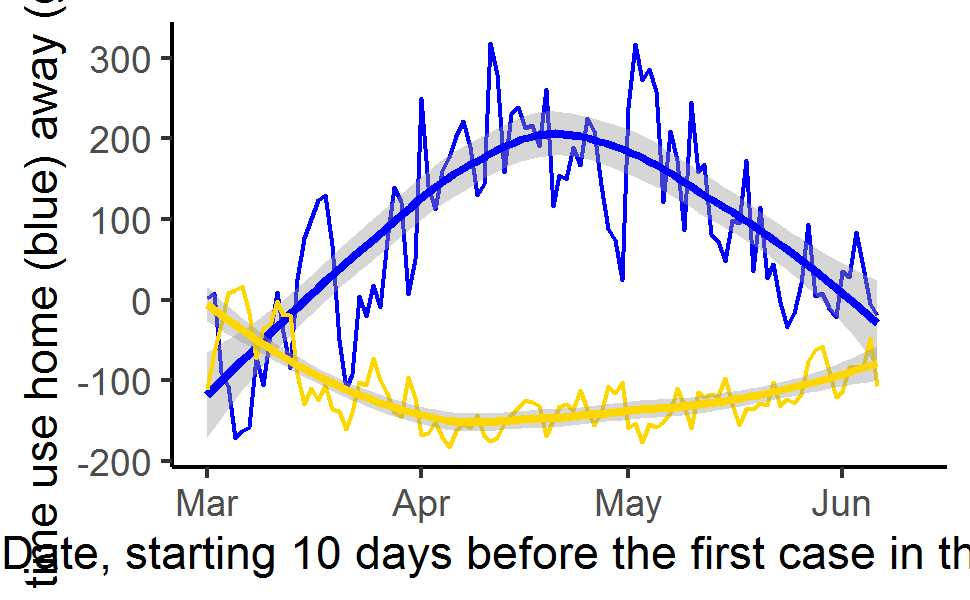 time use home (blue) away (
300
200
100
0
-100
-200
Mar Apr May Jun
Date, starting 10 days before the first case in th